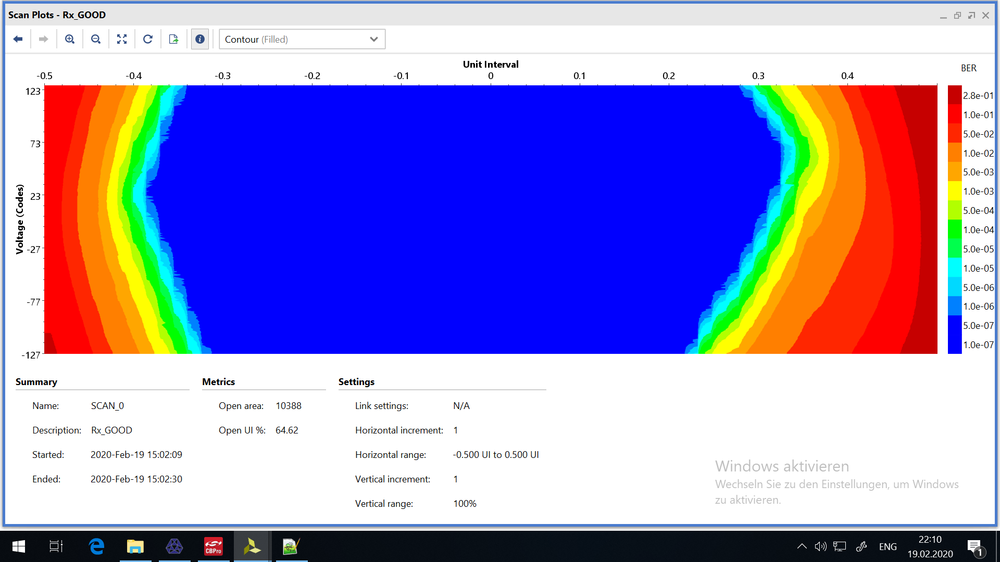 Scan Plots - Rx_GOOD
Contour (Filled)
Unit Interval
BER
-0.5 -0.4 -0.3 -0.2 -0.1 0 0.1 0.2 0.3 0.4
Voltage (Codes)
123
73
23
-27
-77
-127
2.8e-01
1.0e-01
5.0e-02
1.0e-02
5.0e-03
1.0e-03
5.0e-04
1.0e-04
5.0e-05
1.0e-05
5.0e-06
1.0e-06
5.0e-07
1.0e-07
Summary
Name: SCAN_0
Description: Rx_GOOD
Started: 2020-Feb-19 15:02:09
Ended: 2020-Feb-19 15:02:30
Metrics
Open area: 10388
Open UI %: 64.62
Settings
Link settings: N/A
Horizontal increment: 1
Horizontal range: -0.500 UI to 0.500 UI
Vertical increment: 1
Vertical range: 100%
Windows aktivieren
Wechseln Sie zu den Einstellungen, um Windows
zu aktivieren.
CBPro
ENG
22:10
19.02.2020
1